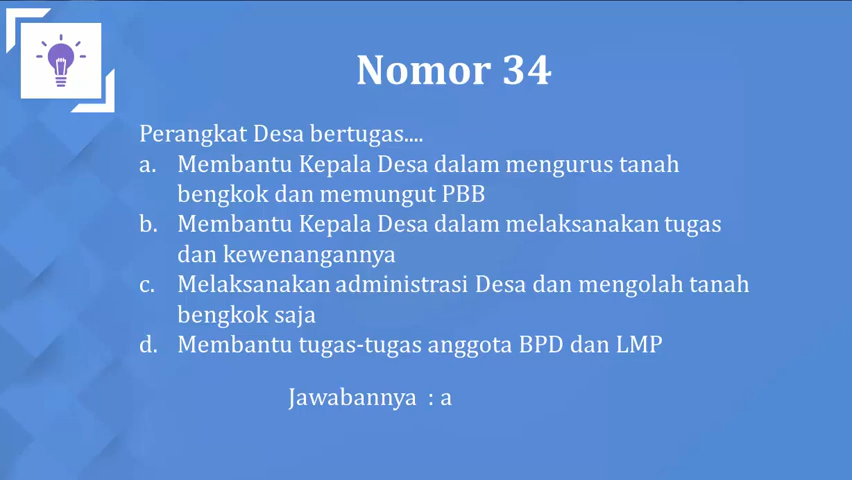 Nomor 34
Perangkat Desa bertugas....
a. Membantu Kepala Desa dalam mengurus tanah
bengkok dan memungut PBB
b. Membantu Kepala Desa dalam melaksanakan tugas
dan kewenangannya
c. Melaksanakan administrasi Desa dan mengolah tanah
bengkok saja
d. Membantu tugas-tugas anggota BPD dan LMP
Jawabannya : a